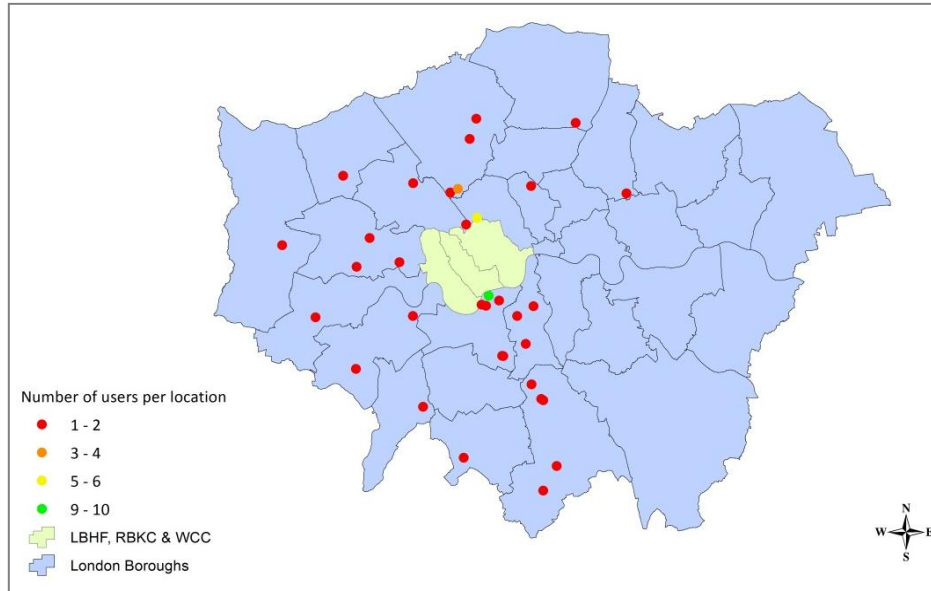 Number of users per location
1 - 2
3 - 4
5 - 6
9 - 10
LBHF, RBKC & WCC
London Boroughs
N
W E
S